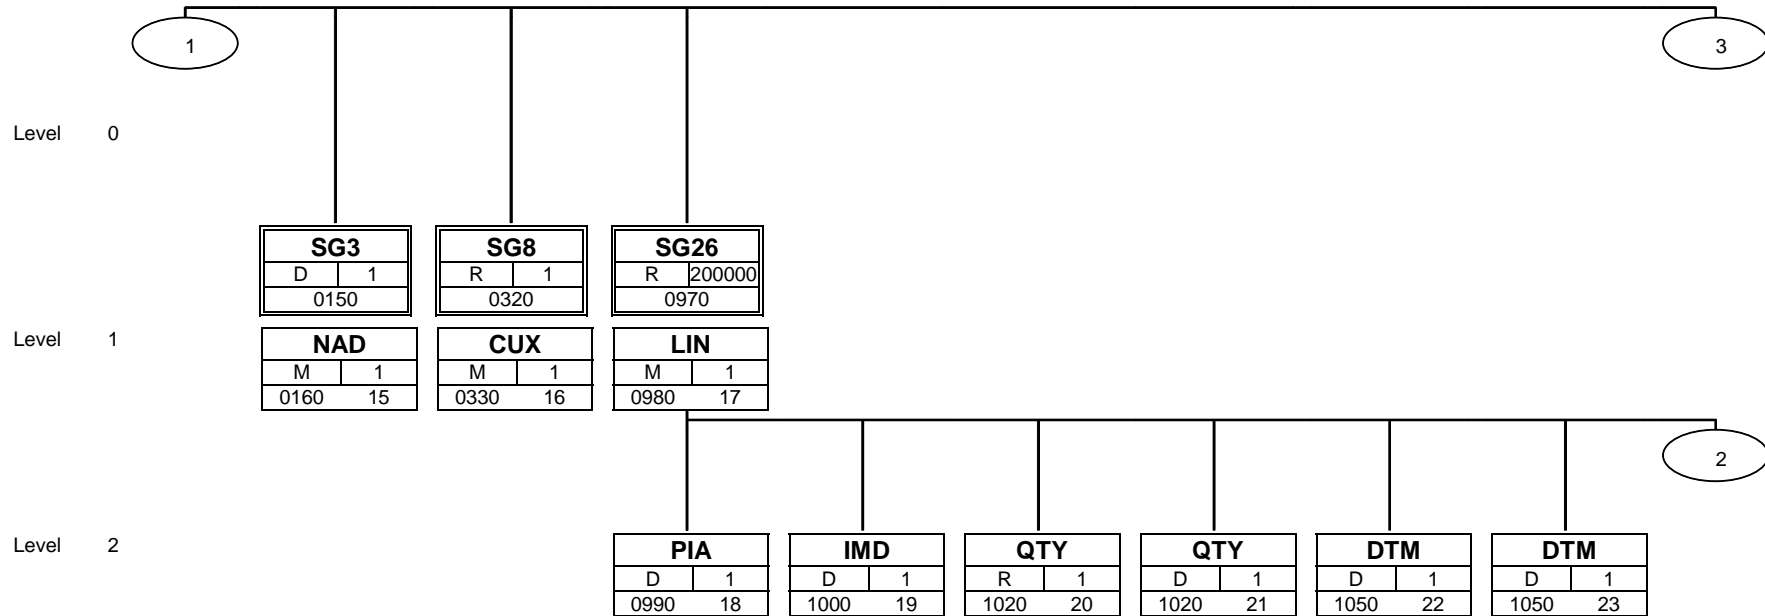 1 3
Level 0
SG3 SG8 SG26
D 1 R 1 R 200000
0150 0320 0970
Level 1
NAD CUX LIN
M 1 M 1 M 1
0160 15 0330 16 0980 17
2
Level 2
PIA IMD QTY QTY DTM DTM
D 1 D 1 R 1 D 1 D 1 D 1
0990 18 1000 19 1020 20 1020 21 1050 22 1050 23